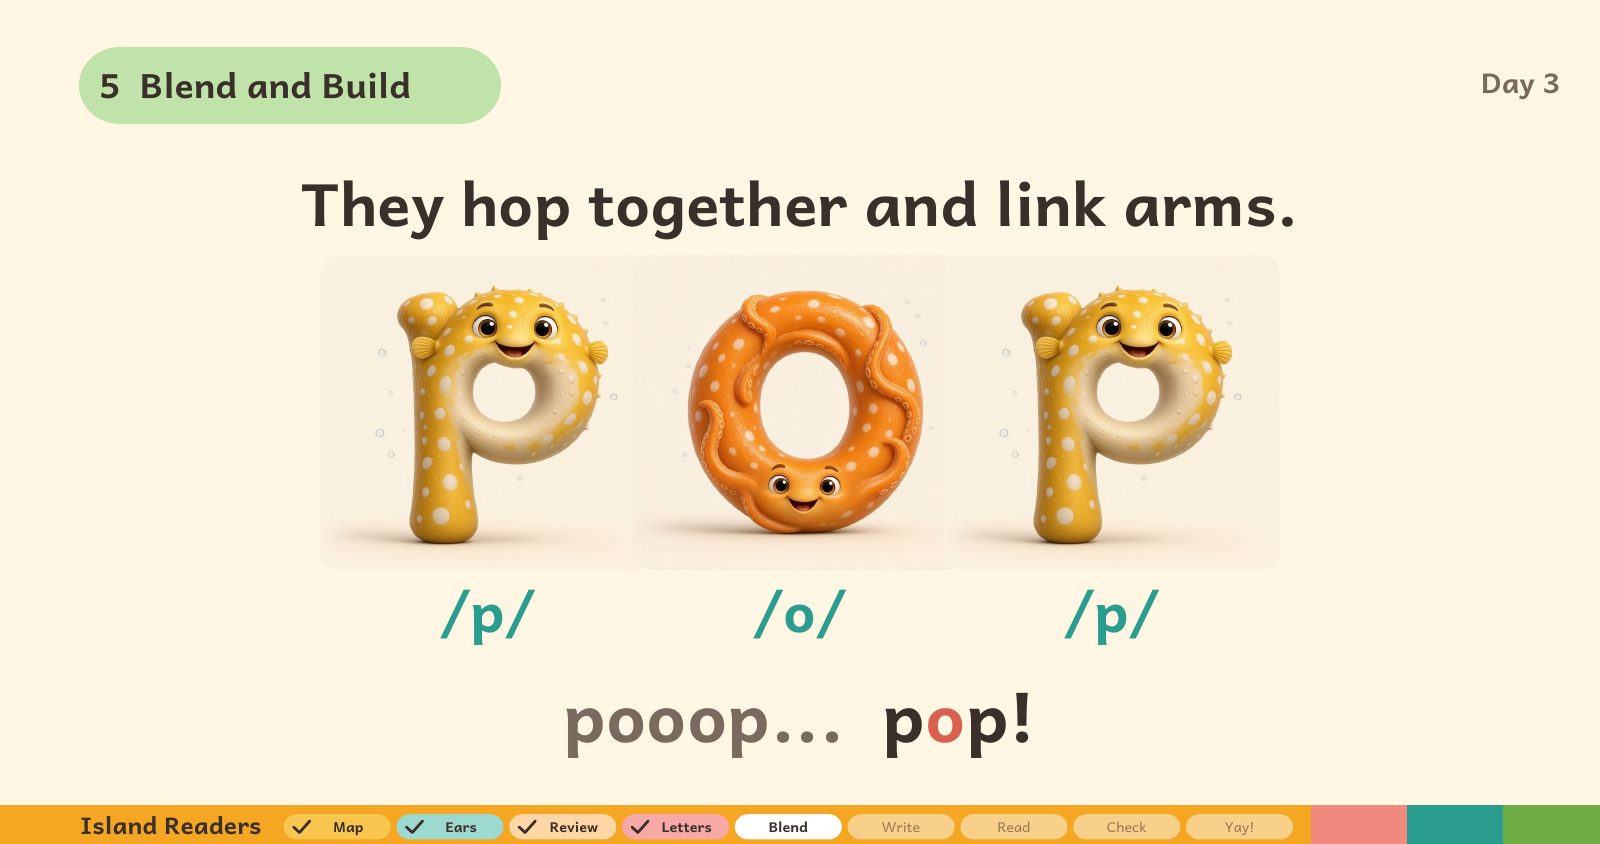 5 Blend and Build
Day 3
They hop together and link arms.
p o p
/p/ /o/ /p/
pooop... pop!
Island Readers Map Ears Review Letters Blend Write Read Check Yay!